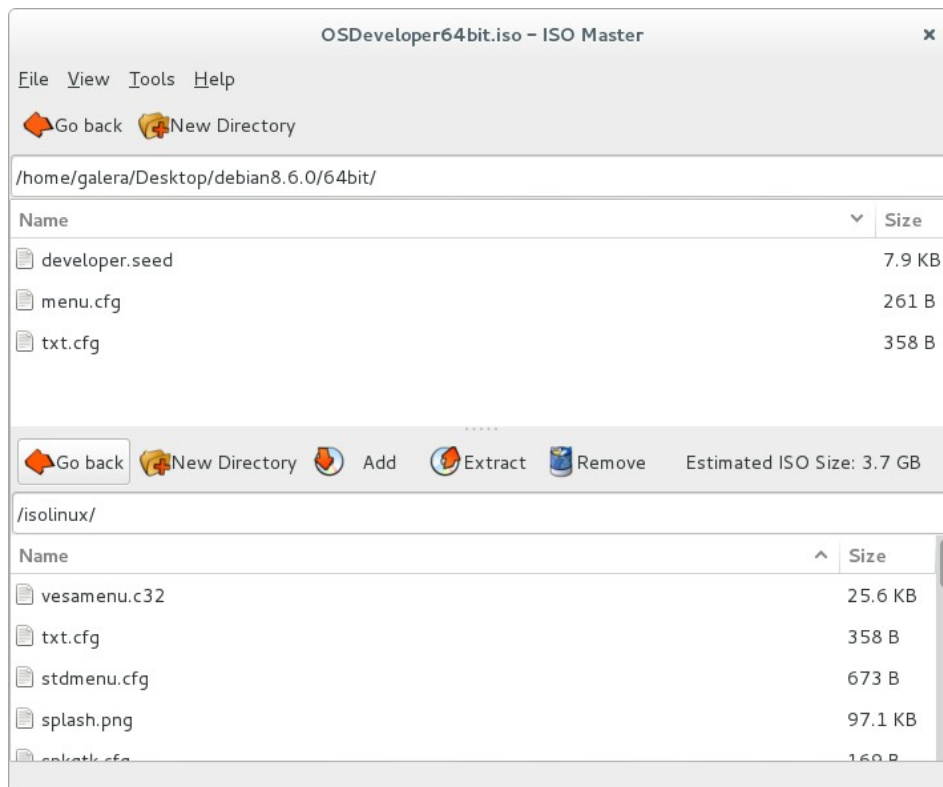 OSDeveloper64bit.iso – ISO Master
File View Tools Help
Go back New Directory
/home/galera/Desktop/debian8.6.0/64bit/
Name Size
developer.seed 7.9 KB
menu.cfg 261 B
txt.cfg 358 B
Go back New Directory Add Extract Remove Estimated ISO Size: 3.7 GB
/isolinux/
Name Size
vesamenu.c32 25.6 KB
txt.cfg 358 B
stdmenu.cfg 673 B
splash.png 97.1 KB
spkgtk.cfg 169 B